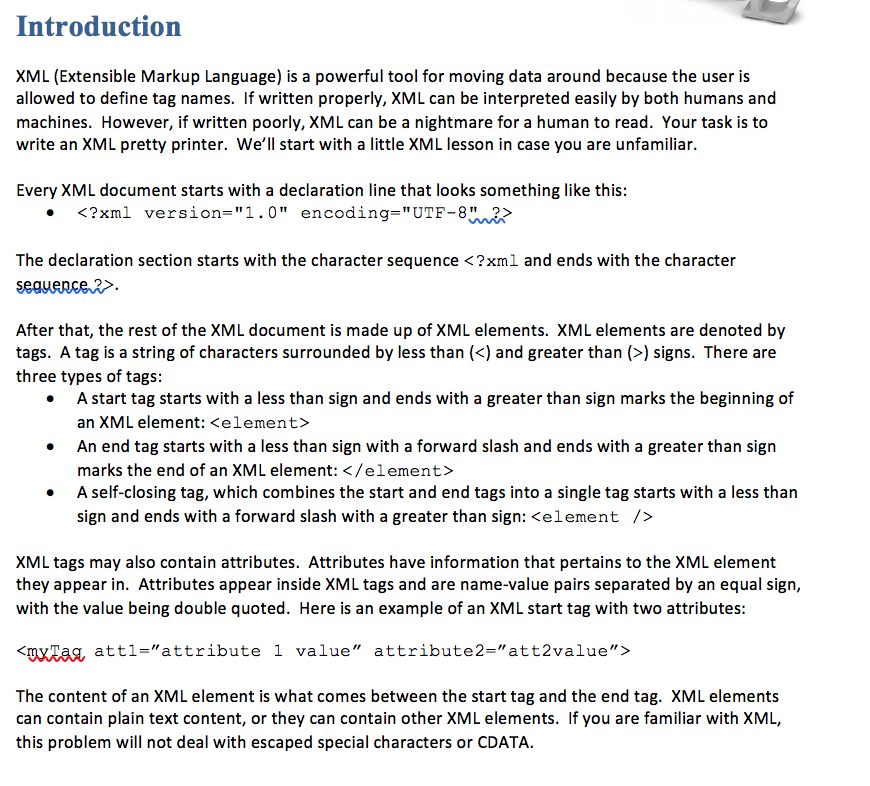 Introduction
XML (Extensible Markup Language) is a powerful tool for moving data around because the user is
allowed to define tag names.  If written properly, XML can be interpreted easily by both humans and
machines.  However, if written poorly, XML can be a nightmare for a human to read.  Your task is to
write an XML pretty printer.  We'll start with a little XML lesson in case you are unfamiliar.
Every XML document starts with a declaration line that looks something like this:
• <?xml version="1.0" encoding="UTF-8" ?>
The declaration section starts with the character sequence <?xml and ends with the character
sequence ?>.
After that, the rest of the XML document is made up of XML elements.  XML elements are denoted by
tags.  A tag is a string of characters surrounded by less than (<) and greater than (>) signs.  There are
three types of tags:
• A start tag starts with a less than sign and ends with a greater than sign marks the beginning of
an XML element: <element>
• An end tag starts with a less than sign with a forward slash and ends with a greater than sign
marks the end of an XML element: </element>
• A self-closing tag, which combines the start and end tags into a single tag starts with a less than
sign and ends with a forward slash with a greater than sign: <element />
XML tags may also contain attributes.  Attributes have information that pertains to the XML element
they appear in.  Attributes appear inside XML tags and are name-value pairs separated by an equal sign,
with the value being double quoted.  Here is an example of an XML start tag with two attributes:
<myTag att1=”attribute 1 value” attribute2=”att2value”>
The content of an XML element is what comes between the start tag and the end tag.  XML elements
can contain plain text content, or they can contain other XML elements.  If you are familiar with XML,
this problem will not deal with escaped special characters or CDATA.